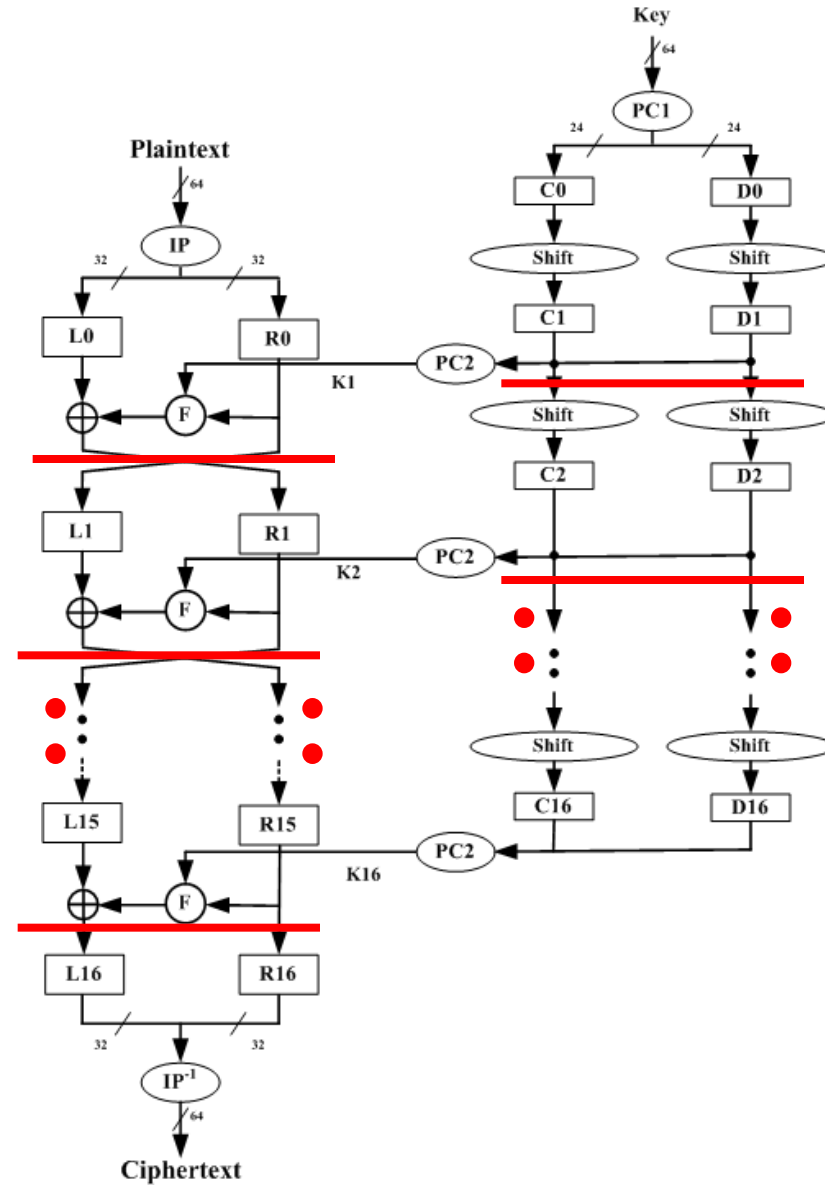 Key
64
PC1
24 24
Plaintext
64
C0 D0
IP
Shift Shift
32 32
C1 D1
L0 R0
PC2
K1
F
Shift Shift
C2 D2
L1 R1
PC2
K2
F
Shift Shift
C16 D16
L15 R15
PC2
K16
F
L16 R16
32 32
IP-1
64
Ciphertext